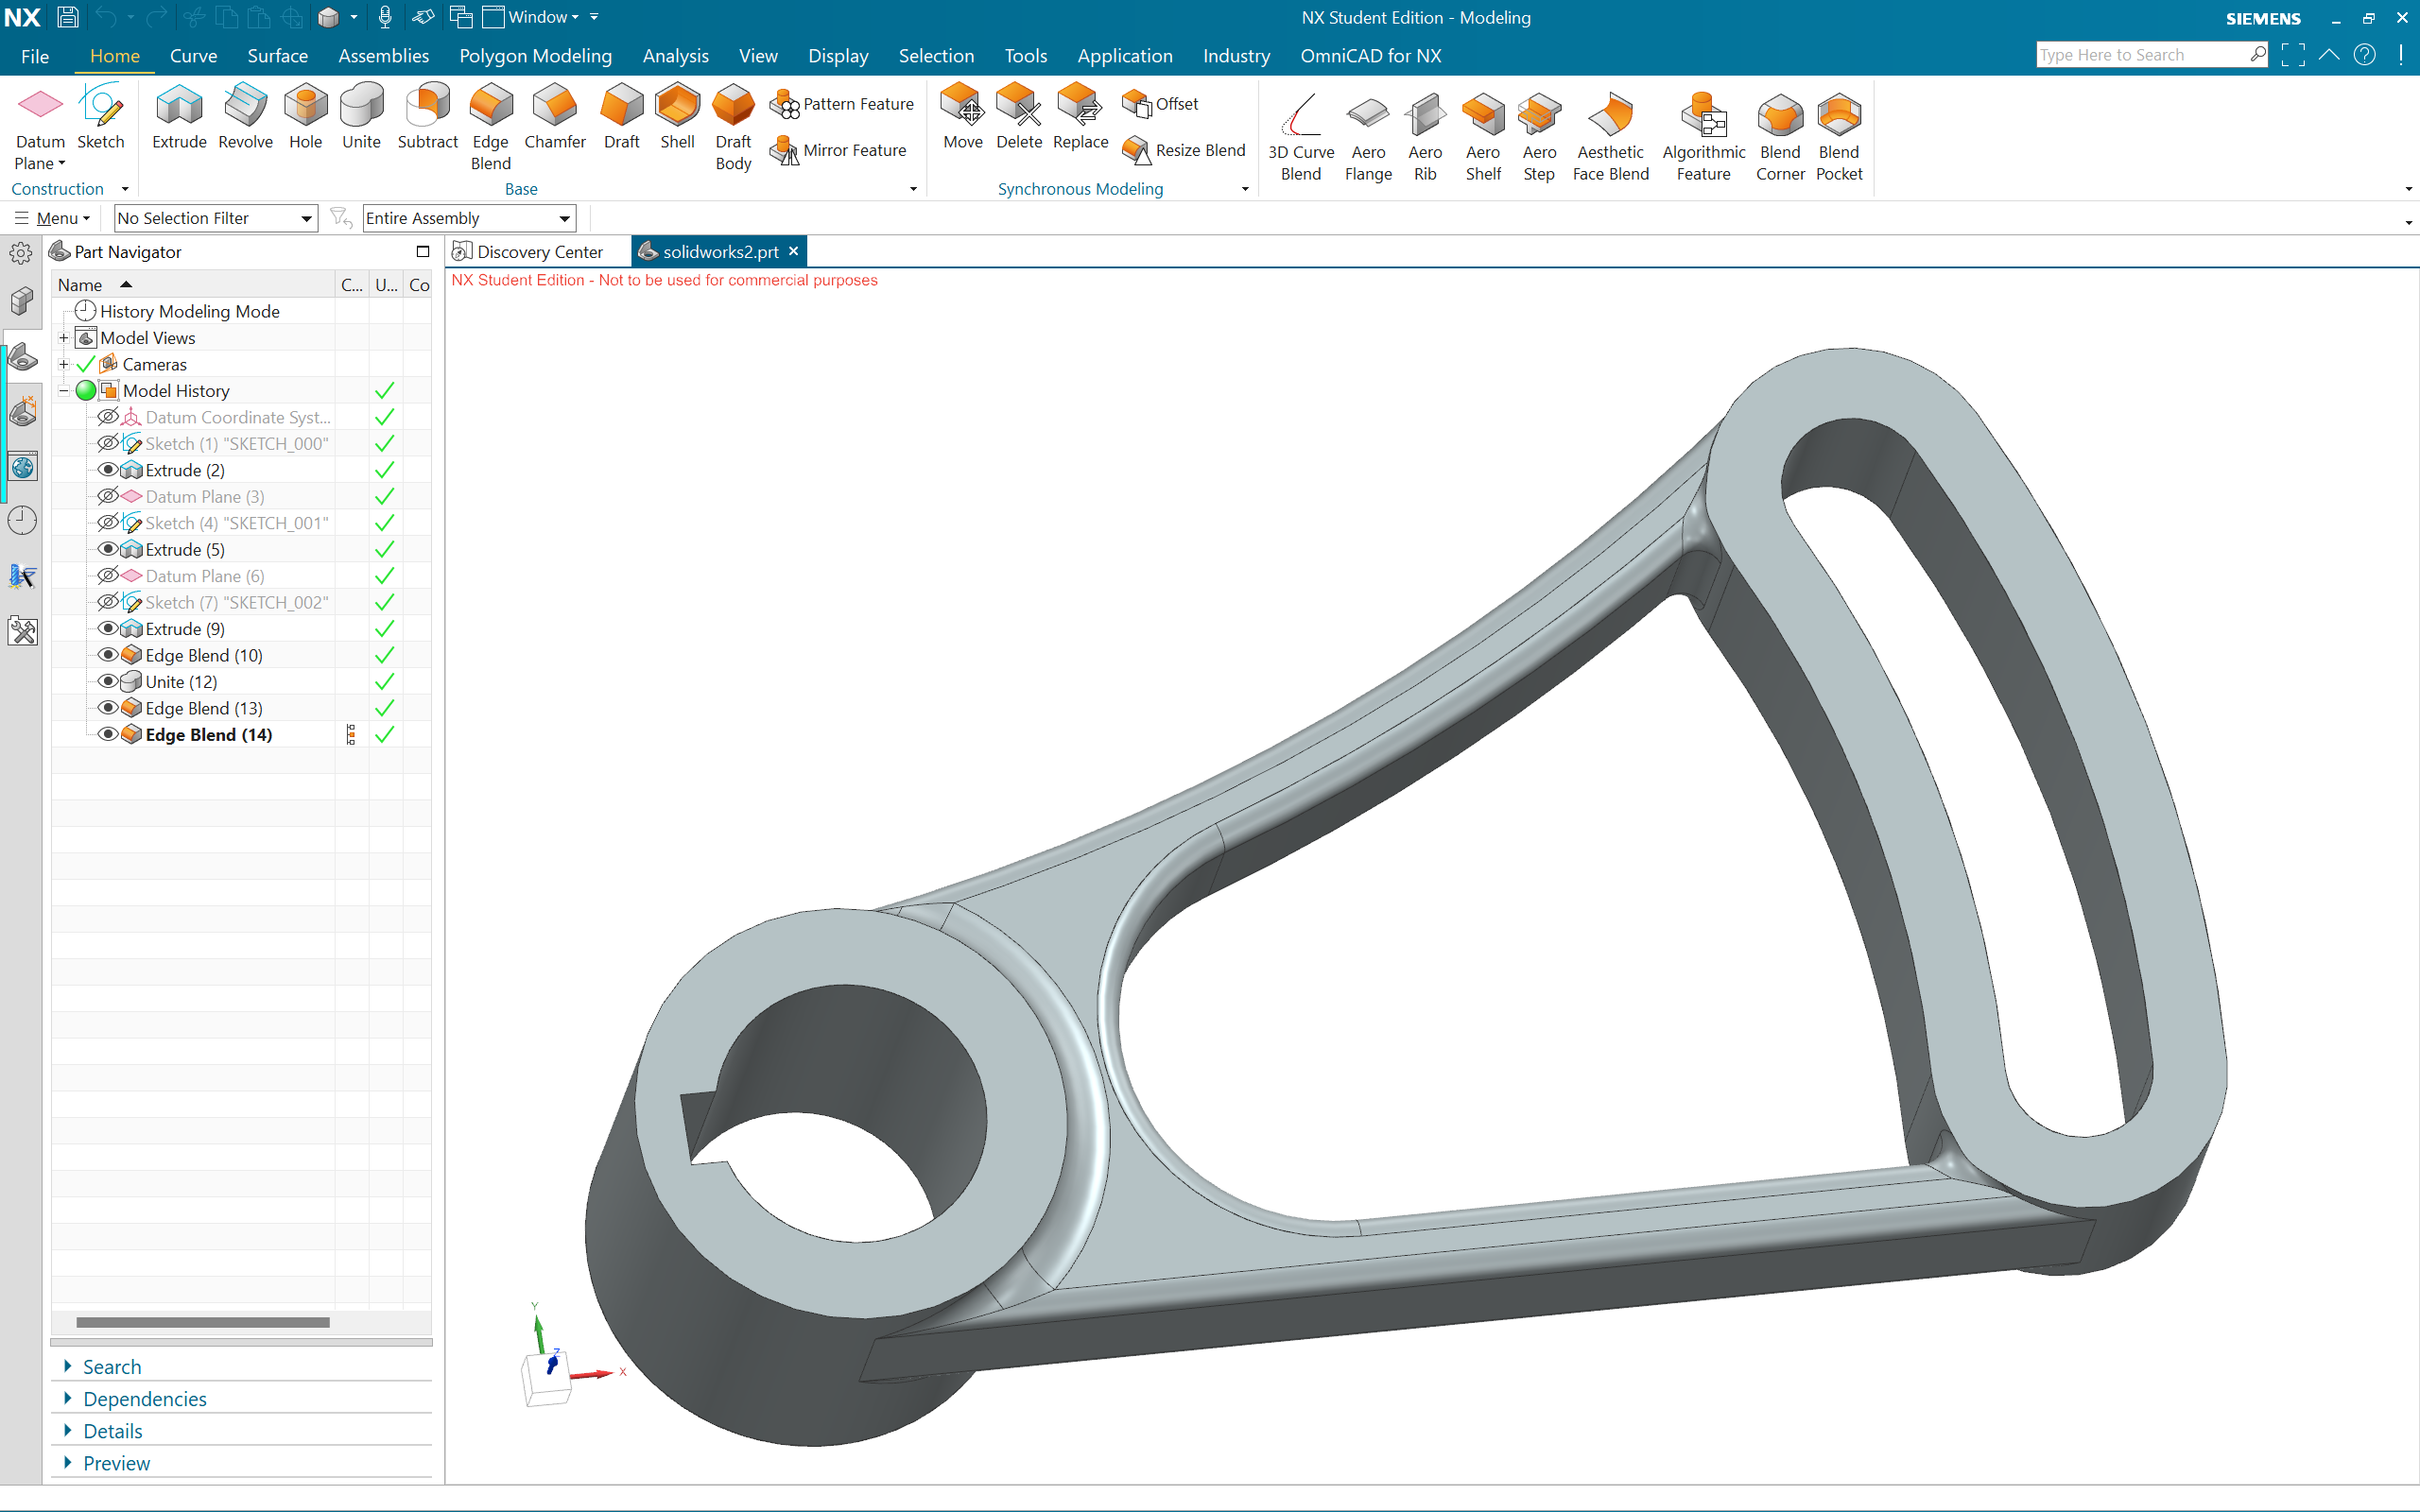 NX Window NX Student Edition - Modeling SIEMENS
File Home Curve Surface Assemblies Polygon Modeling Analysis View Display Selection Tools Application Industry OmniCAD for NX Type Here to Search
Datum Plane Sketch Extrude Revolve Hole Unite Subtract Edge Blend Chamfer Draft Shell Draft Body Pattern Feature Mirror Feature Move Delete Replace Offset Resize Blend 3D Curve Blend Aero Flange Aero Rib Aero Shelf Aero Step Aesthetic Face Blend Algorithmic Feature Blend Corner Blend Pocket
Construction Base Synchronous Modeling
Menu No Selection Filter Entire Assembly
Part Navigator Discovery Center solidworks2.prt
NX Student Edition - Not to be used for commercial purposes
Name C... U... Co
History Modeling Mode
Model Views
Cameras
Model History
Datum Coordinate Syst...
Sketch (1) "SKETCH_000"
Extrude (2)
Datum Plane (3)
Sketch (4) "SKETCH_001"
Extrude (5)
Datum Plane (6)
Sketch (7) "SKETCH_002"
Extrude (9)
Edge Blend (10)
Unite (12)
Edge Blend (13)
Edge Blend (14)
Y
Z
X
Search
Dependencies
Details
Preview